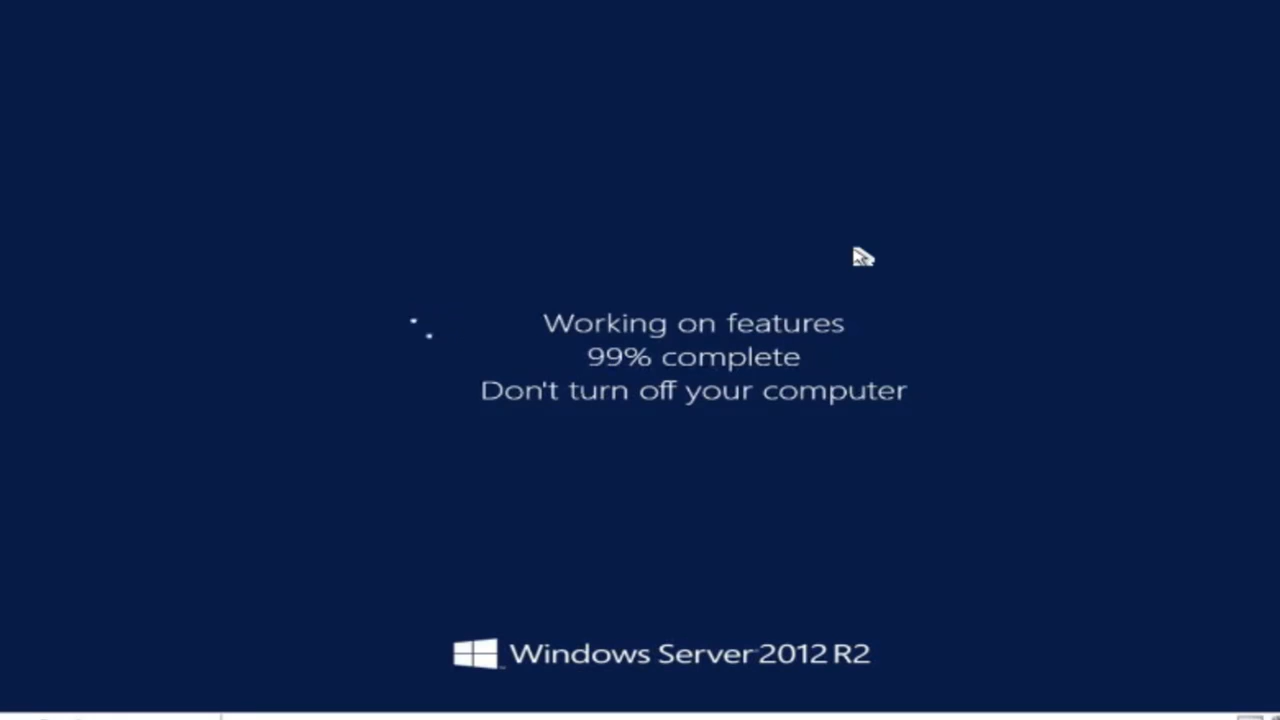 Working on features
99% complete
Don't turn off your computer
Windows Server 2012 R2